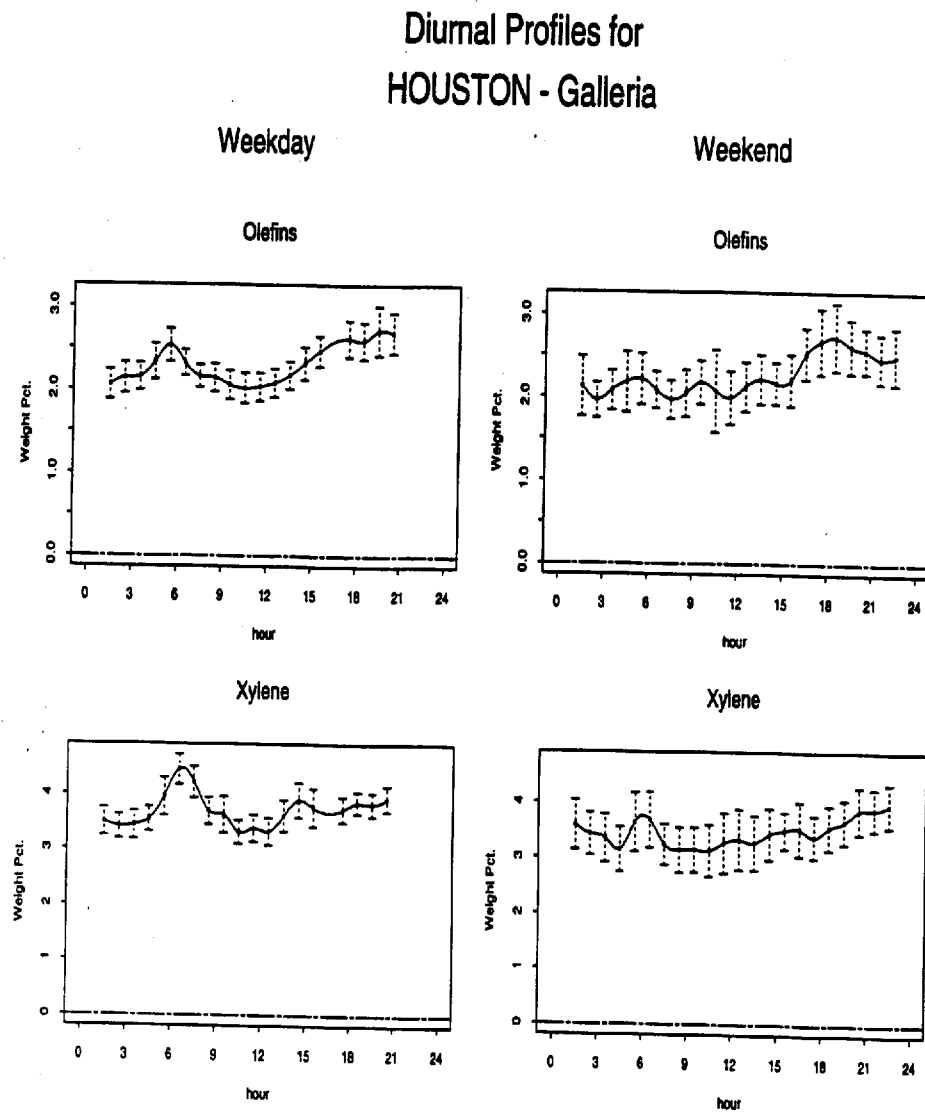 Diurnal Profiles for
HOUSTON - Galleria
Weekday
Weekend
Olefins
Weight Pct.
3.0
2.0
1.0
0.0
0 3 6 9 12 15 18 21 24
hour
Olefins
Weight Pct.
3.0
2.0
1.0
0.0
0 3 6 9 12 15 18 21 24
hour
Xylene
Weight Pct.
4
3
2
1
0
0 3 6 9 12 15 18 21 24
hour
Xylene
Weight Pct.
4
3
2
1
0
0 3 6 9 12 15 18 21 24
hour